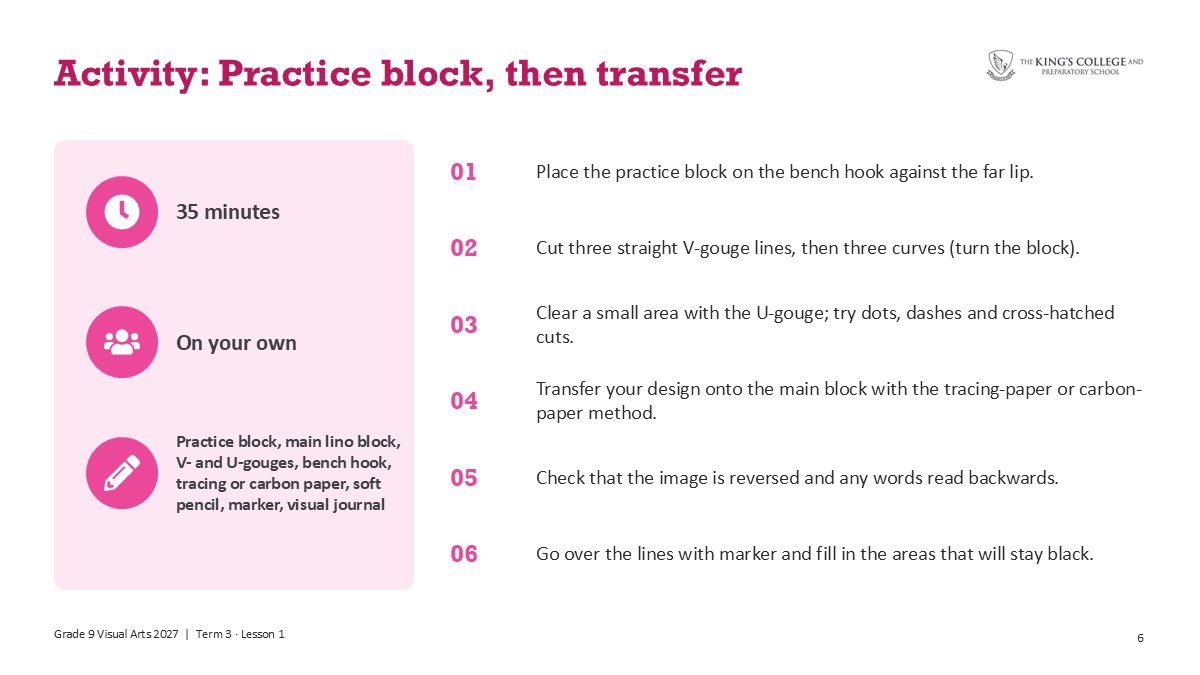 Activity: Practice block, then transfer
THE KING'S COLLEGE AND
PREPARATORY SCHOOL
35 minutes
On your own
Practice block, main lino block,
V- and U-gouges, bench hook,
tracing or carbon paper, soft
pencil, marker, visual journal
01
Place the practice block on the bench hook against the far lip.
02
Cut three straight V-gouge lines, then three curves (turn the block).
03
Clear a small area with the U-gouge; try dots, dashes and cross-hatched
cuts.
04
Transfer your design onto the main block with the tracing-paper or carbon-
paper method.
05
Check that the image is reversed and any words read backwards.
06
Go over the lines with marker and fill in the areas that will stay black.
Grade 9 Visual Arts 2027 | Term 3 · Lesson 1
6